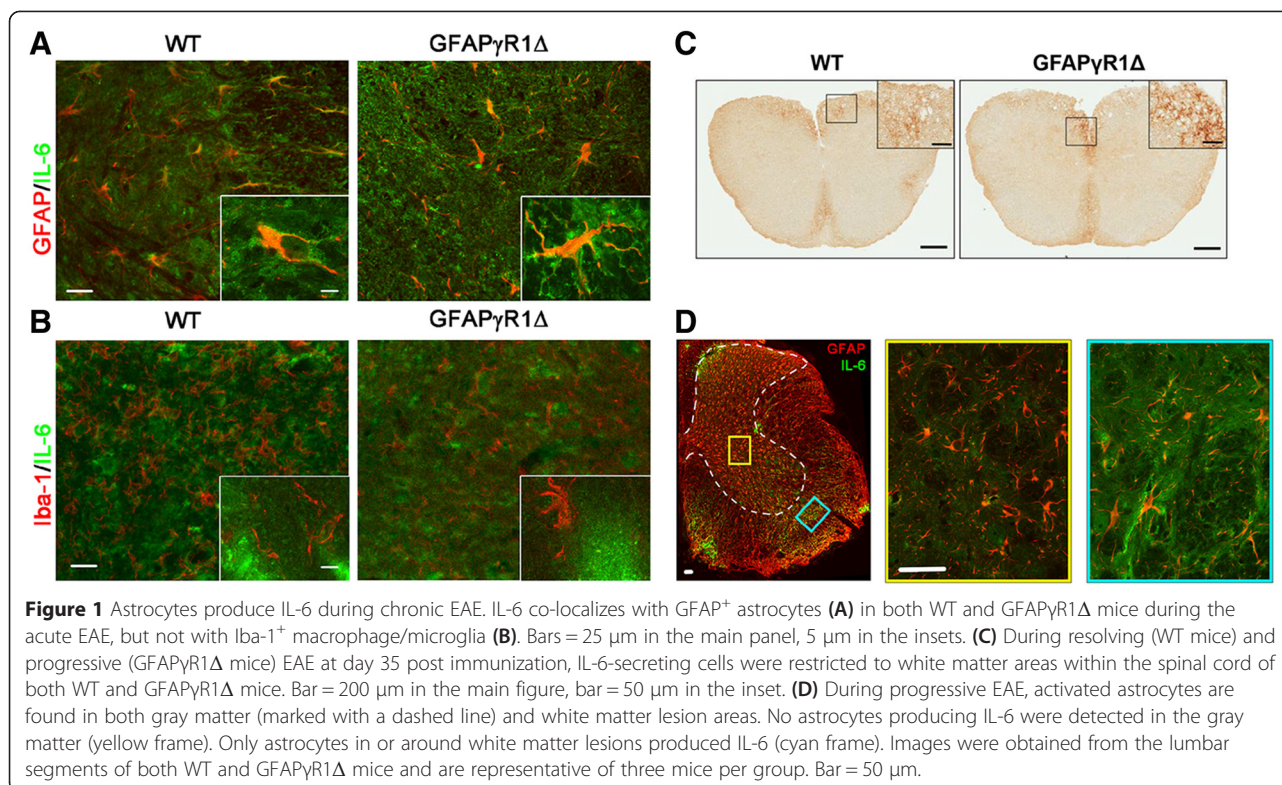 A
WT
GFAPγR1Δ
GFAP/IL-6
B
WT
GFAPγR1Δ
Iba-1/IL-6
C
WT
GFAPγR1Δ
D
GFAP
IL-6
Figure 1 Astrocytes produce IL-6 during chronic EAE. IL-6 co-localizes with GFAP⁺ astrocytes (A) in both WT and GFAPγR1Δ mice during the
acute EAE, but not with Iba-1⁺ macrophage/microglia (B). Bars = 25 μm in the main panel, 5 μm in the insets. (C) During resolving (WT mice) and
progressive (GFAPγR1Δ mice) EAE at day 35 post immunization, IL-6-secreting cells were restricted to white matter areas within the spinal cord of
both WT and GFAPγR1Δ mice. Bar = 200 μm in the main figure, bar = 50 μm in the inset. (D) During progressive EAE, activated astrocytes are
found in both gray matter (marked with a dashed line) and white matter lesion areas. No astrocytes producing IL-6 were detected in the gray
matter (yellow frame). Only astrocytes in or around white matter lesions produced IL-6 (cyan frame). Images were obtained from the lumbar
segments of both WT and GFAPγR1Δ mice and are representative of three mice per group. Bar = 50 μm.